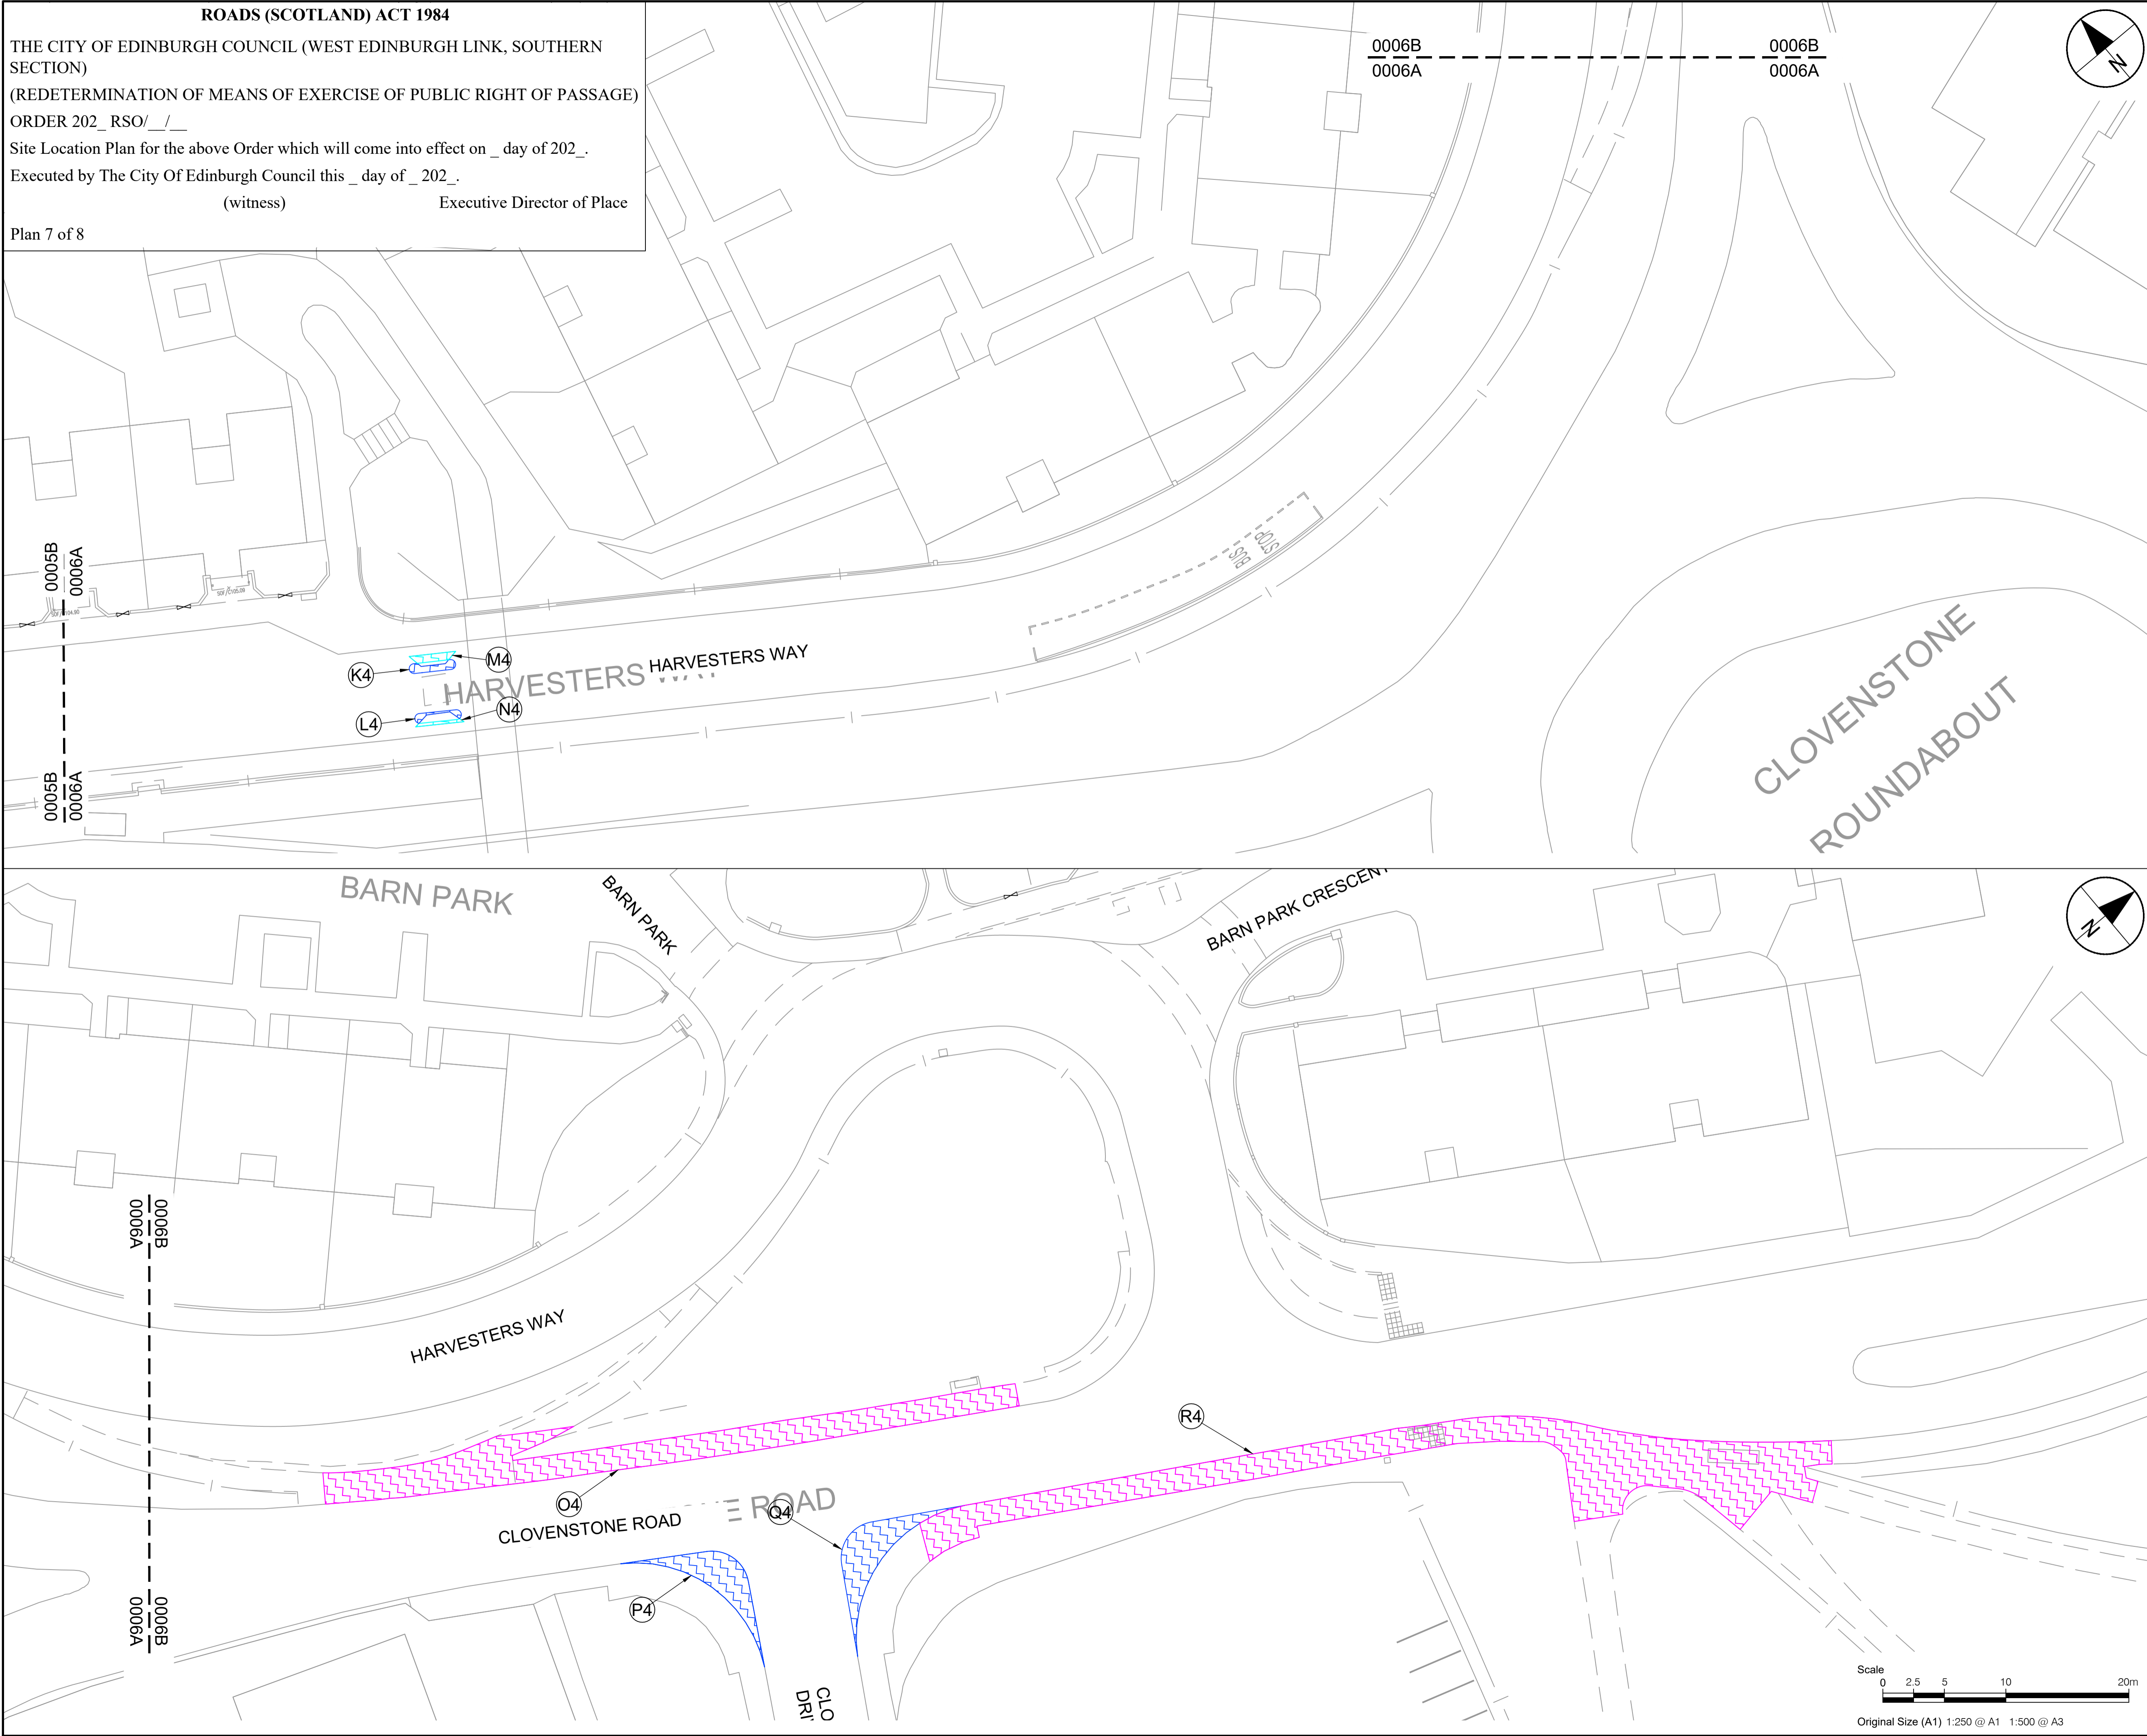 ROADS (SCOTLAND) ACT 1984
THE CITY OF EDINBURGH COUNCIL (WEST EDINBURGH LINK, SOUTHERN
SECTION)
(REDETERMINATION OF MEANS OF EXERCISE OF PUBLIC RIGHT OF PASSAGE)
ORDER 202_ RSO/__/__
Site Location Plan for the above Order which will come into effect on _ day of 202_.
Executed by The City Of Edinburgh Council this _ day of _ 202_.
(witness) Executive Director of Place
Plan 7 of 8
0006B 0006B
0006A 0006A
N
0005B
0006A
SDF/C105.09
BUS
STOP
K4
M4
HARVESTERS
HARVESTERS WAY
L4
N4
0005B
0006A
CLOVENSTONE
ROUNDABOUT
BARN PARK
BARN PARK
BARN PARK CRESCENT
N
0006B
0006A
HARVESTERS WAY
R4
O4
E ROAD
Q4
CLOVENSTONE ROAD
P4
0006B
0006A
CLO
DRI
Scale
0 2.5 5 10 20m
Original Size (A1) 1:250 @ A1 1:500 @ A3